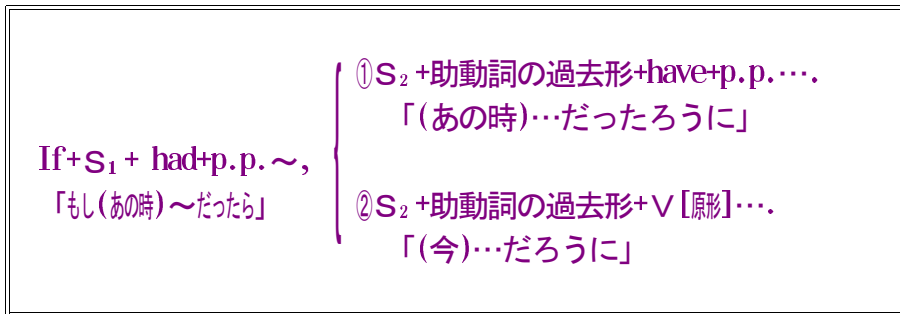 ①S₂+助動詞の過去形+have+p.p.….
「(あの時)…だったろうに」
If+S₁+ had+p.p.～,
「もし(あの時)～だったら」
②S₂+助動詞の過去形+V[原形]….
「(今)…だろうに」